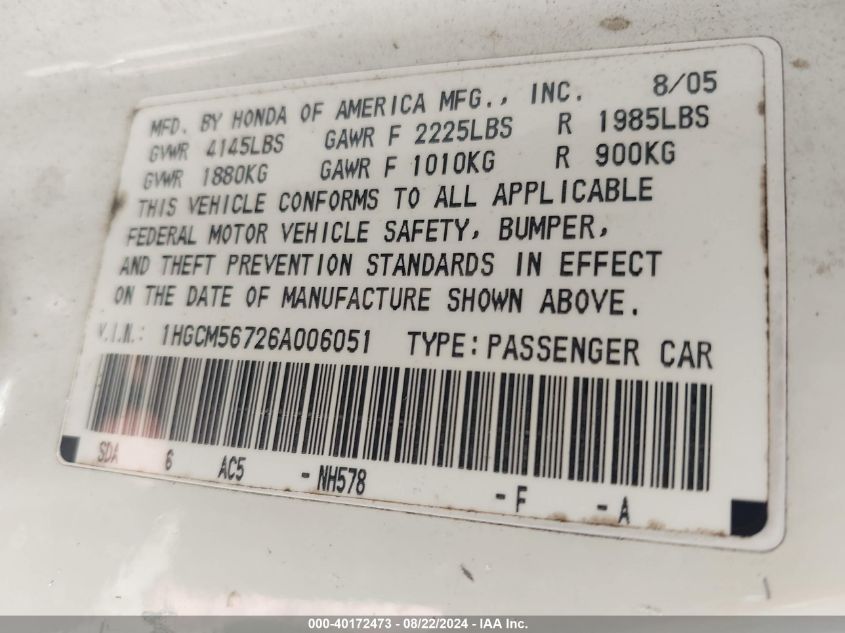 MFD. BY HONDA OF AMERICA MFG., INC. 8/05
GVWR 4145LBS GAWR F 2225LBS R 1985LBS
GVWR 1880KG GAWR F 1010KG R 900KG
THIS VEHICLE CONFORMS TO ALL APPLICABLE
FEDERAL MOTOR VEHICLE SAFETY, BUMPER,
AND THEFT PREVENTION STANDARDS IN EFFECT
ON THE DATE OF MANUFACTURE SHOWN ABOVE.
V.I.N.: 1HGCM56726A006051 TYPE: PASSENGER CAR
SDA 6 AC5 - NH578 - F - A
000-40172473 - 08/22/2024 - IAA Inc.